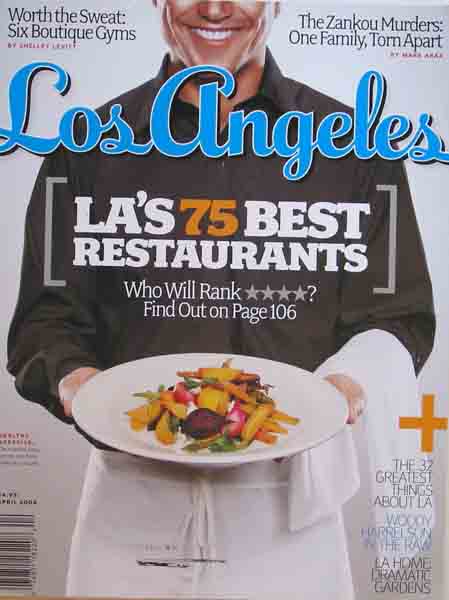 Worth the Sweat:
Six Boutique Gyms
BY SHELLEY LEVITT
The Zankou Murders:
One Family, Torn Apart
BY MARK ARAX
Los Angeles
LA'S 75 BEST
RESTAURANTS
Who Will Rank ★★★★?
Find Out on Page 106
+
THE 32
GREATEST
THINGS
ABOUT LA
WOODY
HARRELSON
IN THE RAW
LA HOME:
DRAMATIC
GARDENS
APRIL 2008